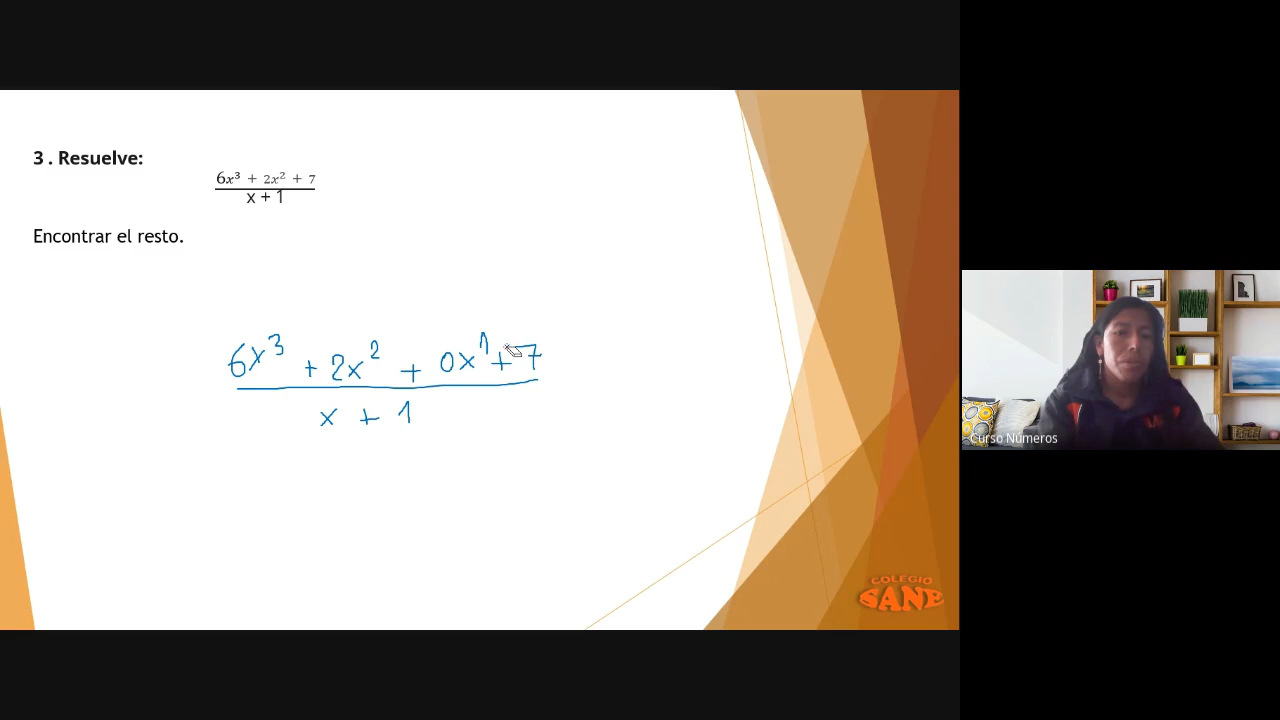 3 . Resuelve:
6x³ + 2x² + 7
x + 1
Encontrar el resto.
6x³ + 2x² + 0x¹ + 7
x + 1
Curso Números
COLEGIO
SANE